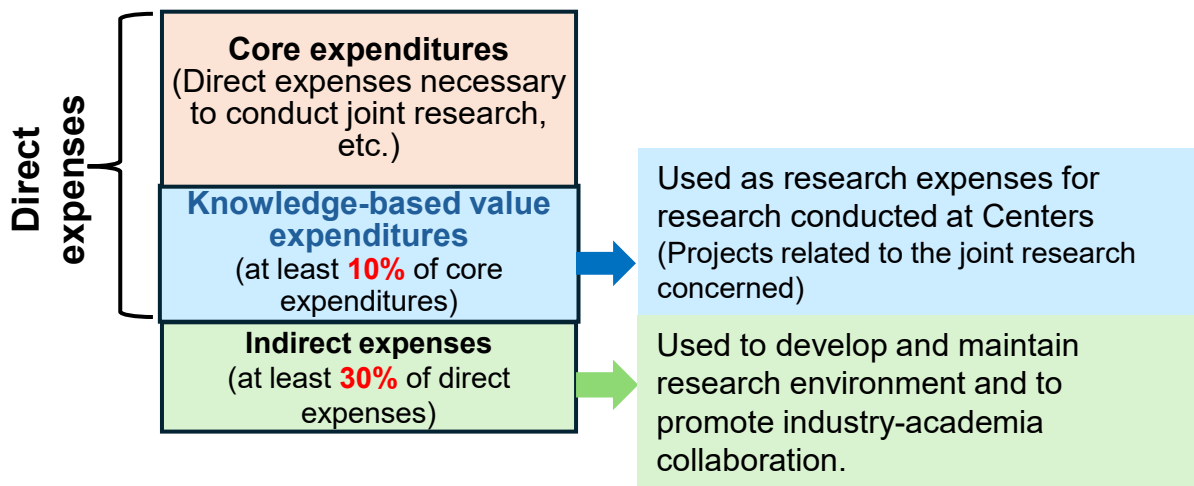 Direct
expenses
Core expenditures
(Direct expenses necessary
to conduct joint research,
etc.)
Knowledge-based value
expenditures
(at least 10% of core
expenditures)
Indirect expenses
(at least 30% of direct
expenses)
Used as research expenses for
research conducted at Centers
(Projects related to the joint research
concerned)
Used to develop and maintain
research environment and to
promote industry-academia
collaboration.